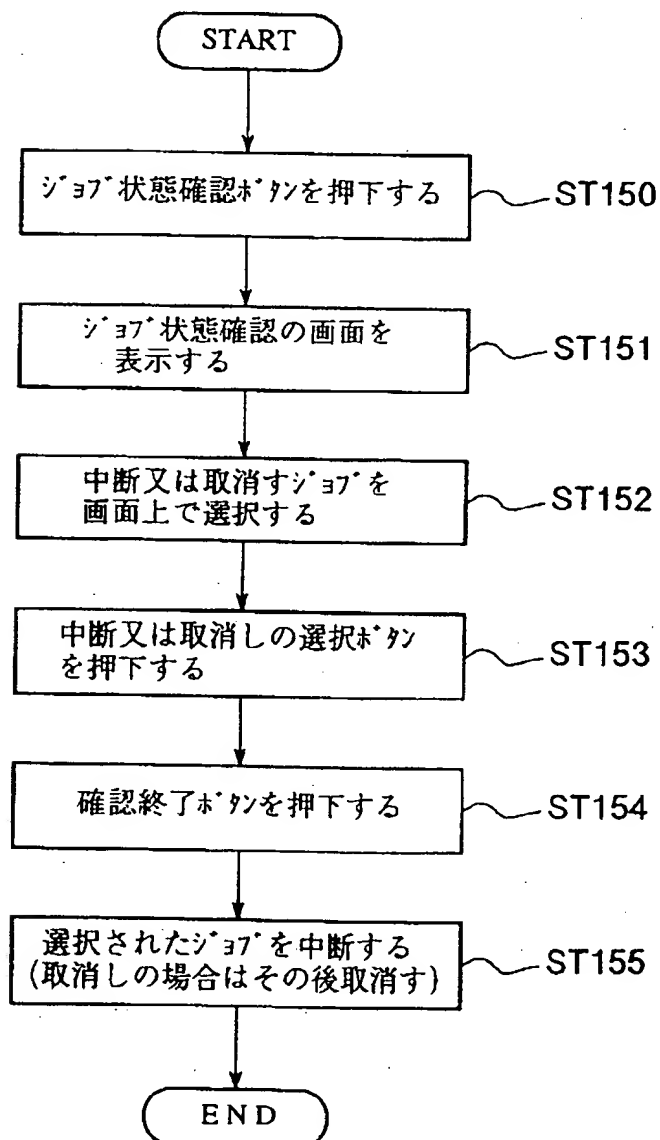 START
ｼﾞｮﾌﾞ状態確認ﾎﾞﾀﾝを押下する
ST150
ｼﾞｮﾌﾞ状態確認の画面を
表示する
ST151
中断又は取消すｼﾞｮﾌﾞを
画面上で選択する
ST152
中断又は取消しの選択ﾎﾞﾀﾝ
を押下する
ST153
確認終了ﾎﾞﾀﾝを押下する
ST154
選択されたｼﾞｮﾌﾞを中断する
(取消しの場合はその後取消す)
ST155
END